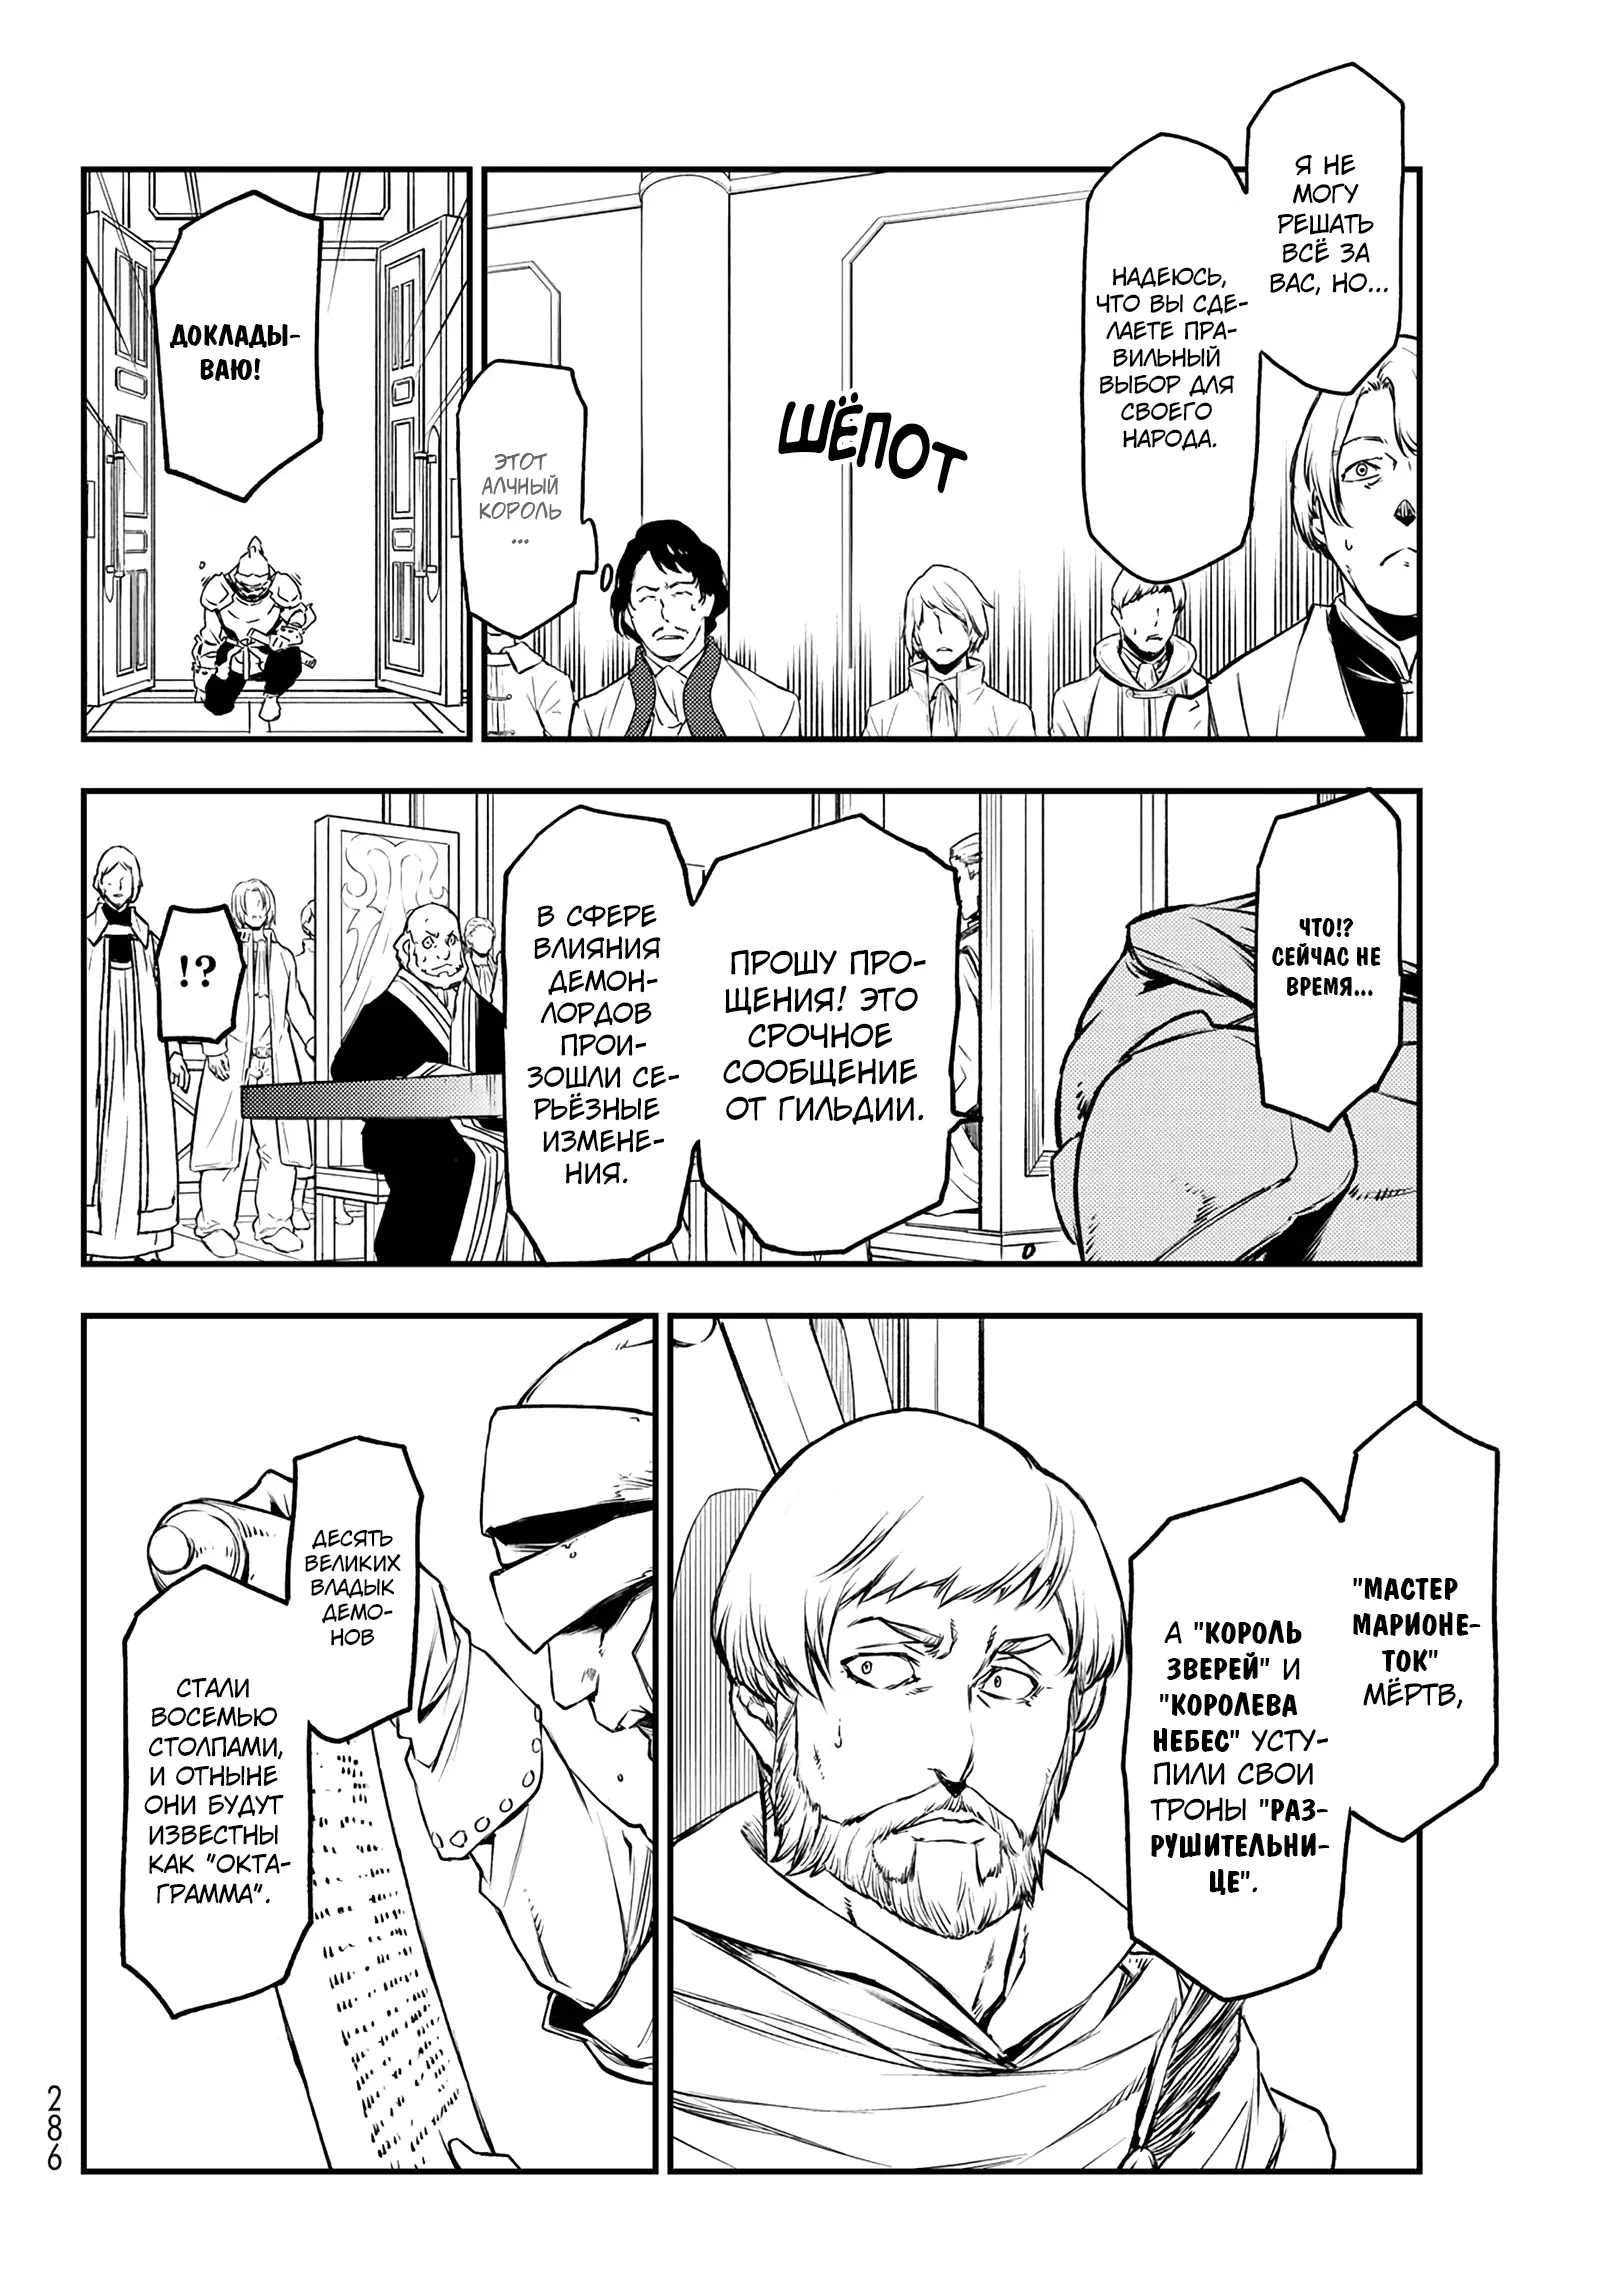 Я НЕ
МОГУ
РЕШАТЬ
ВСЁ ЗА
ВАС, НО...
НАДЕЮСЬ,
ЧТО ВЫ СДЕ-
ЛАЕТЕ ПРА-
ВИЛЬНЫЙ
ВЫБОР ДЛЯ
СВОЕГО
НАРОДА.
ШЁПОТ
ЭТОТ
АЛЧНЫЙ
КОРОЛЬ
...
ДОКЛАДЫ-
ВАЮ!
ЧТО!?
СЕЙЧАС НЕ
ВРЕМЯ...
ПРОШУ ПРО-
ЩЕНИЯ! ЭТО
СРОЧНОЕ
СООБЩЕНИЕ
ОТ ГИЛЬДИИ.
В СФЕРЕ
ВЛИЯНИЯ
ДЕМОН-
ЛОРДОВ
ПРОИ-
ЗОШЛИ СЕ-
РЬЁЗНЫЕ
ИЗМЕНЕ-
НИЯ.
!?
"МАСТЕР
МАРИОНЕ-
ТОК"
МЁРТВ,
А "КОРОЛЬ
ЗВЕРЕЙ" И
"КОРОЛЕВА
НЕБЕС" УСТУ-
ПИЛИ СВОИ
ТРОНЫ "РАЗ-
РУШИТЕЛЬНИ-
ЦЕ".
ДЕСЯТЬ
ВЕЛИКИХ
ВЛАДЫК
ДЕМО-
НОВ
СТАЛИ
ВОСЕМЬЮ
СТОЛПАМИ,
И ОТНЫНЕ
ОНИ БУДУТ
ИЗВЕСТНЫ
КАК "ОКТА-
ГРАММА".
286